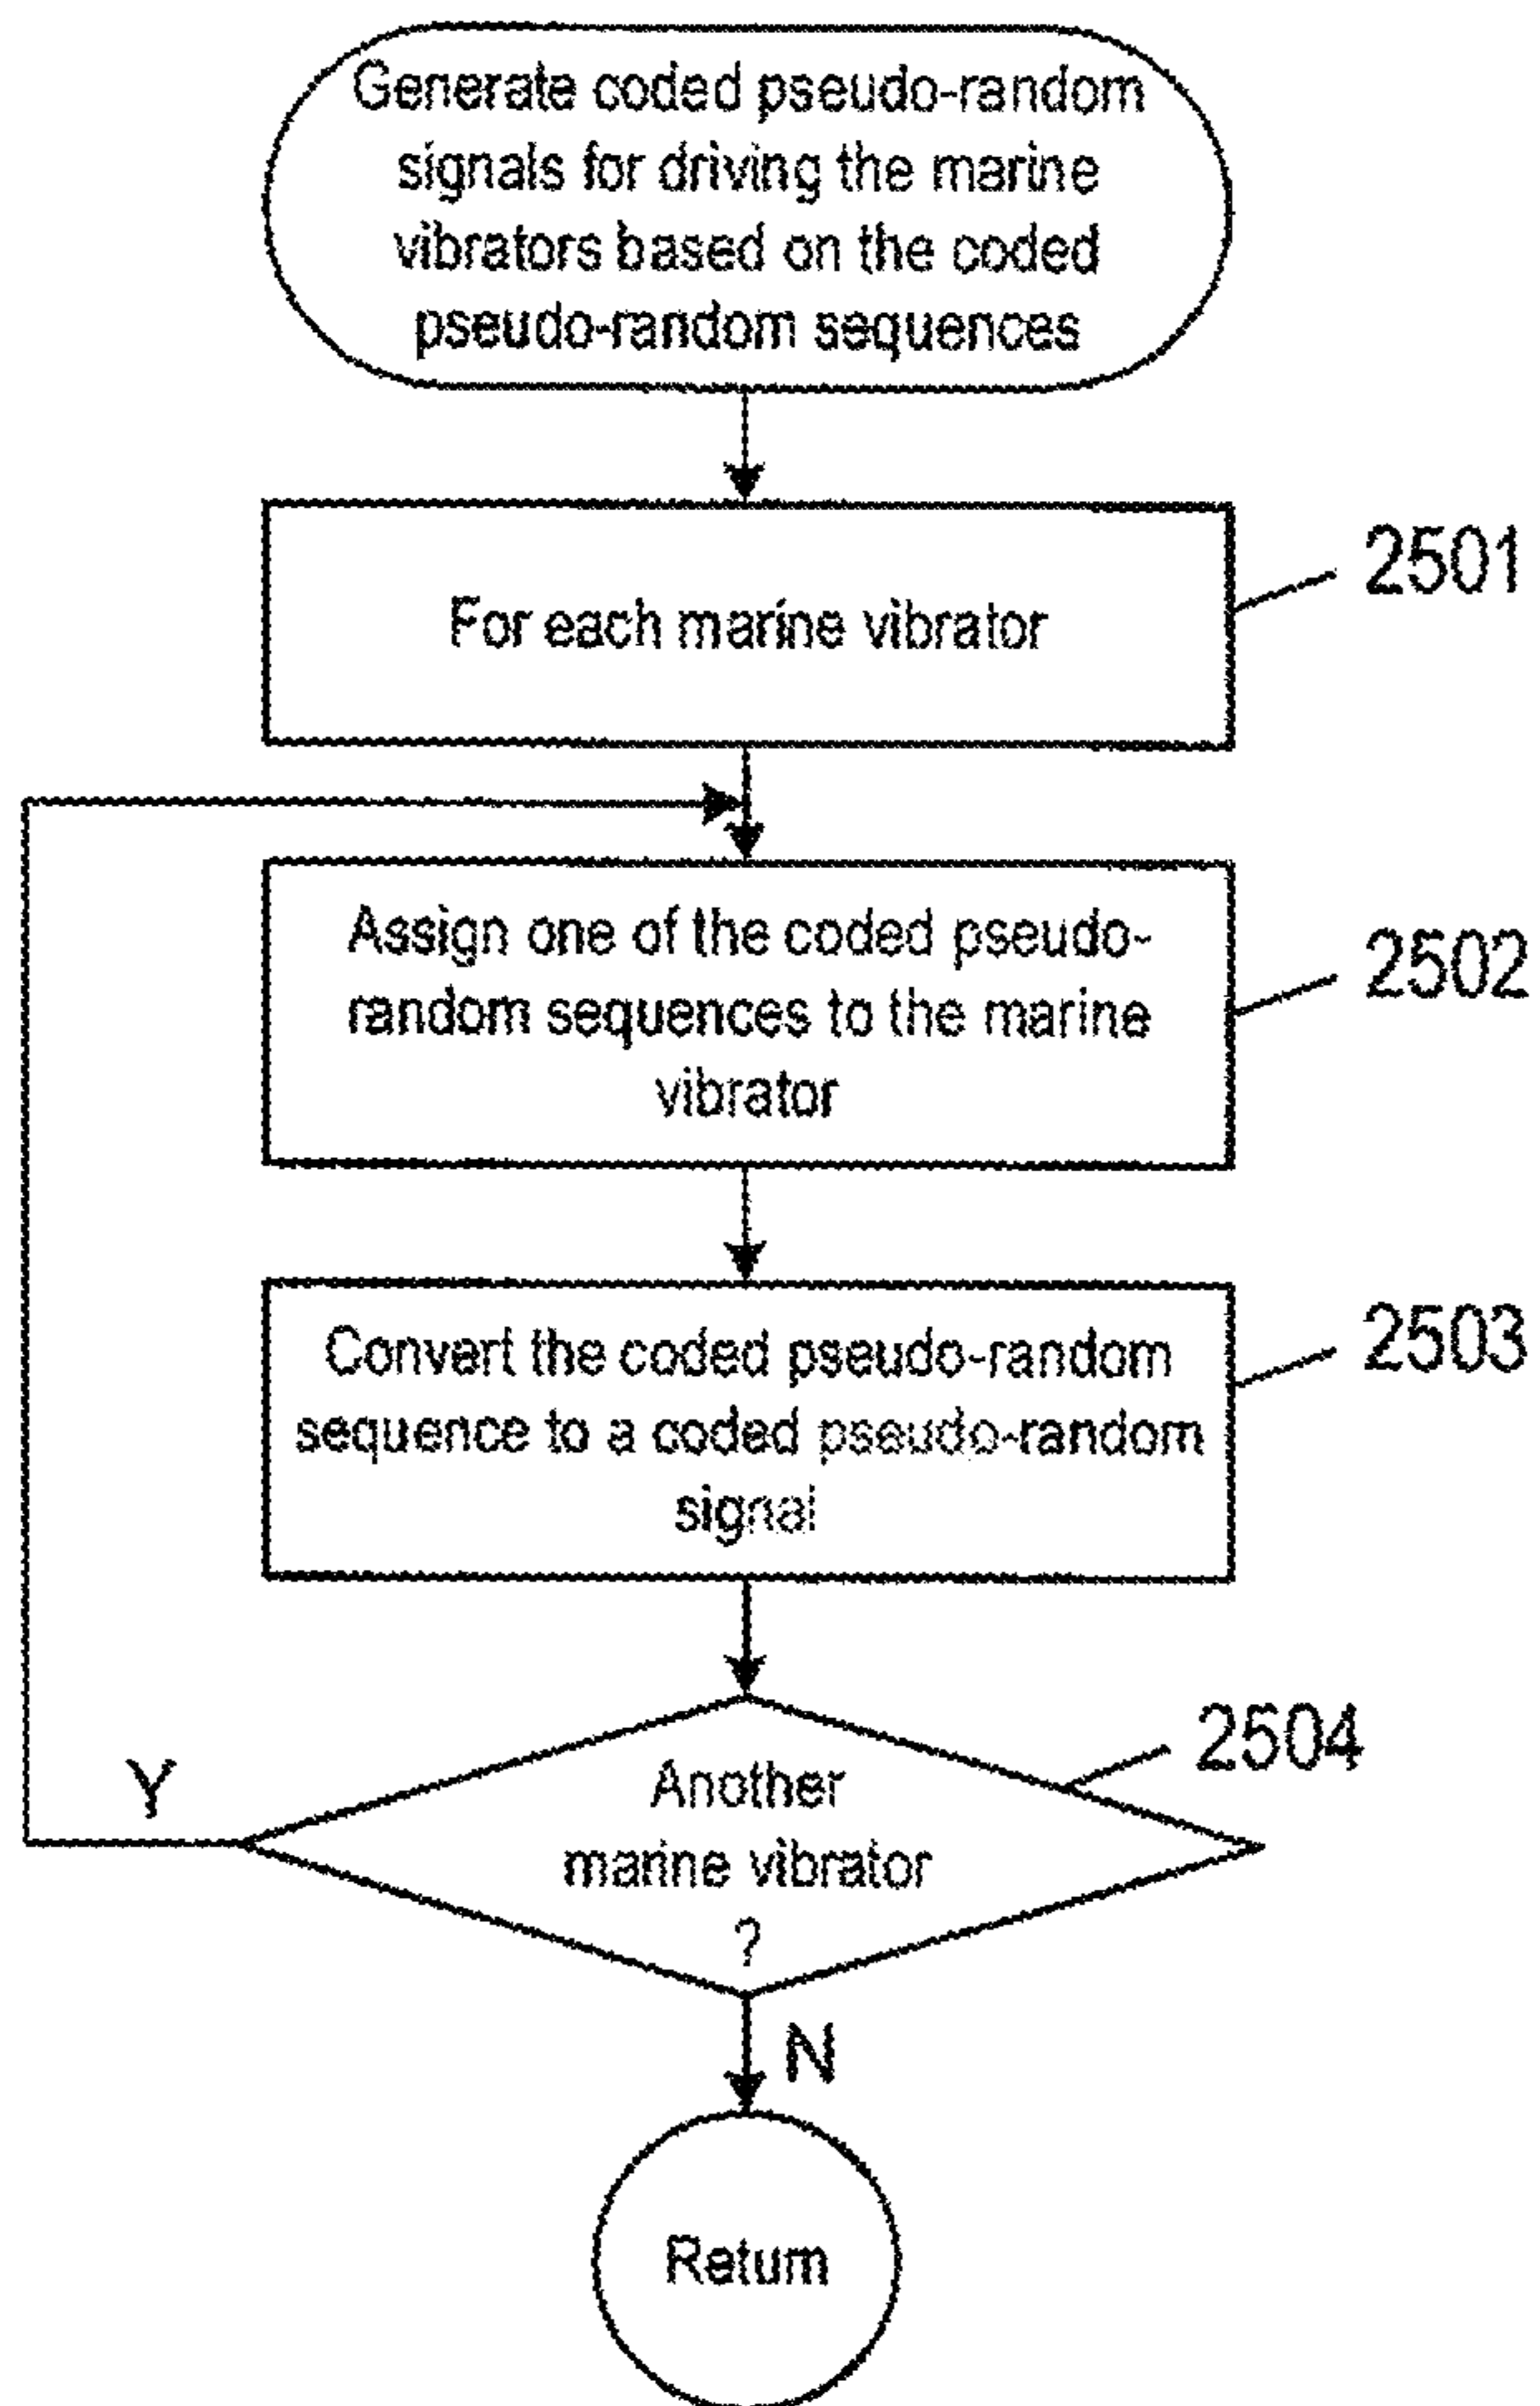 Generate coded pseudo-random
signals for driving the marine
vibrators based on the coded
pseudo-random sequences
For each marine vibrator
2501
Assign one of the coded pseudo-
random sequences to the marine
vibrator
2502
Convert the coded pseudo-random
sequence to a coded pseudo-random
signal
2503
Another
marine vibrator
?
2504
Y
N
Return